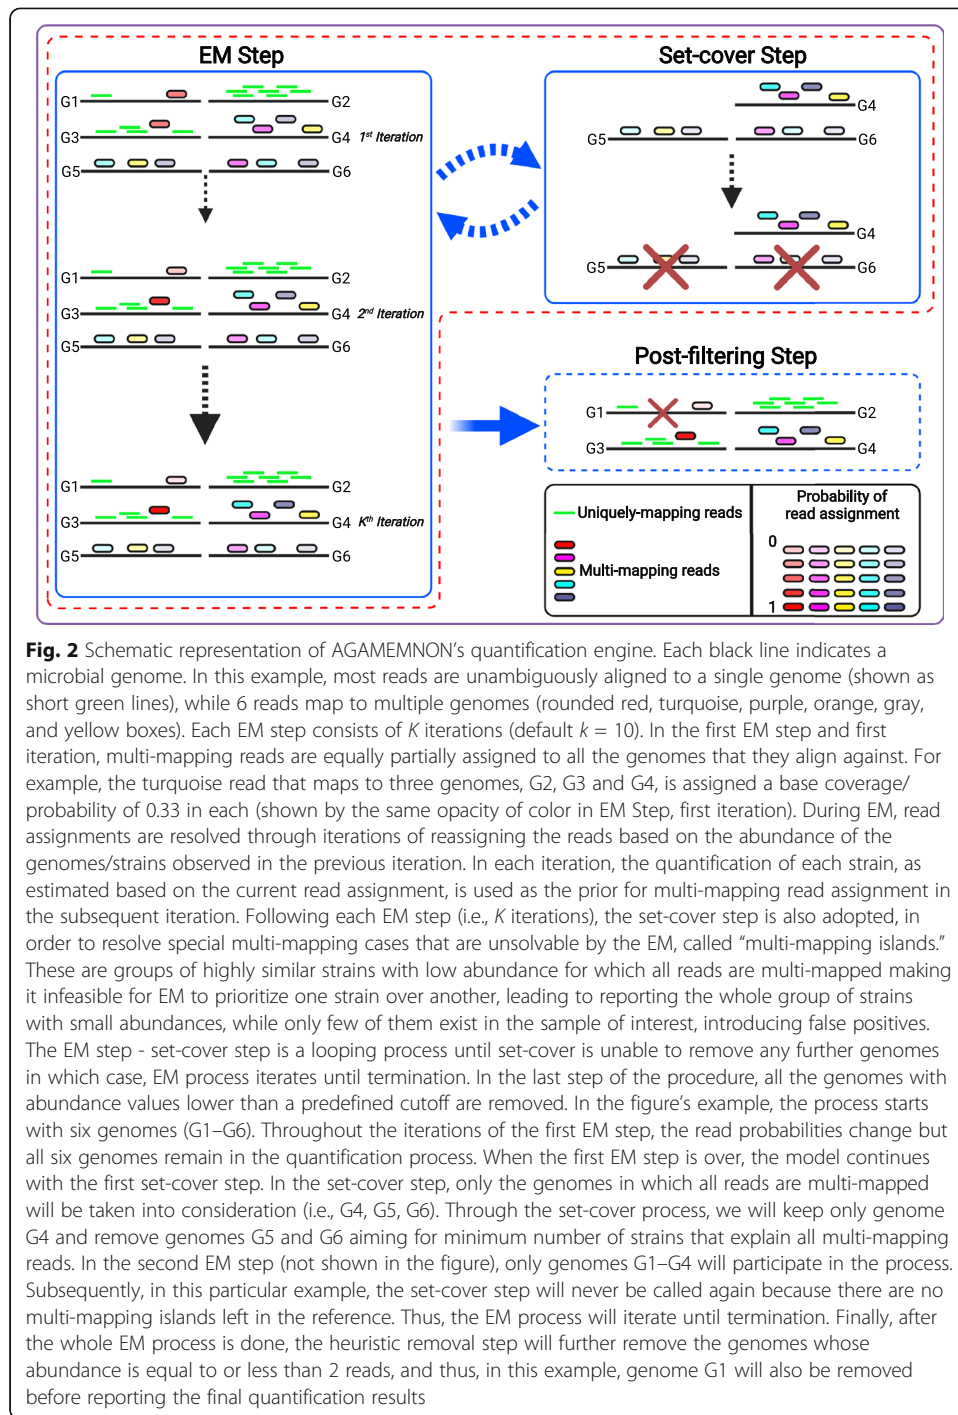 EM Step
Set-cover Step
G1
G2
G3
G4
1st Iteration
G5
G6
G4
G5
G6
G4
G5
G6
G1
G2
G3
G4
2nd Iteration
G5
G6
Post-filtering Step
G1
G2
G3
G4
G1
G2
G3
G4
Kth Iteration
G5
G6
Uniquely-mapping reads
Multi-mapping reads
Probability of
read assignment
0
1
Fig. 2 Schematic representation of AGAMEMNON's quantification engine. Each black line indicates a
microbial genome. In this example, most reads are unambiguously aligned to a single genome (shown as
short green lines), while 6 reads map to multiple genomes (rounded red, turquoise, purple, orange, gray,
and yellow boxes). Each EM step consists of K iterations (default k = 10). In the first EM step and first
iteration, multi-mapping reads are equally partially assigned to all the genomes that they align against. For
example, the turquoise read that maps to three genomes, G2, G3 and G4, is assigned a base coverage/
probability of 0.33 in each (shown by the same opacity of color in EM Step, first iteration). During EM, read
assignments are resolved through iterations of reassigning the reads based on the abundance of the
genomes/strains observed in the previous iteration. In each iteration, the quantification of each strain, as
estimated based on the current read assignment, is used as the prior for multi-mapping read assignment in
the subsequent iteration. Following each EM step (i.e., K iterations), the set-cover step is also adopted, in
order to resolve special multi-mapping cases that are unsolvable by the EM, called "multi-mapping islands."
These are groups of highly similar strains with low abundance for which all reads are multi-mapped making
it infeasible for EM to prioritize one strain over another, leading to reporting the whole group of strains
with small abundances, while only few of them exist in the sample of interest, introducing false positives.
The EM step - set-cover step is a looping process until set-cover is unable to remove any further genomes
in which case, EM process iterates until termination. In the last step of the procedure, all the genomes with
abundance values lower than a predefined cutoff are removed. In the figure's example, the process starts
with six genomes (G1–G6). Throughout the iterations of the first EM step, the read probabilities change but
all six genomes remain in the quantification process. When the first EM step is over, the model continues
with the first set-cover step. In the set-cover step, only the genomes in which all reads are multi-mapped
will be taken into consideration (i.e., G4, G5, G6). Through the set-cover process, we will keep only genome
G4 and remove genomes G5 and G6 aiming for minimum number of strains that explain all multi-mapping
reads. In the second EM step (not shown in the figure), only genomes G1–G4 will participate in the process.
Subsequently, in this particular example, the set-cover step will never be called again because there are no
multi-mapping islands left in the reference. Thus, the EM process will iterate until termination. Finally, after
the whole EM process is done, the heuristic removal step will further remove the genomes whose
abundance is equal to or less than 2 reads, and thus, in this example, genome G1 will also be removed
before reporting the final quantification results